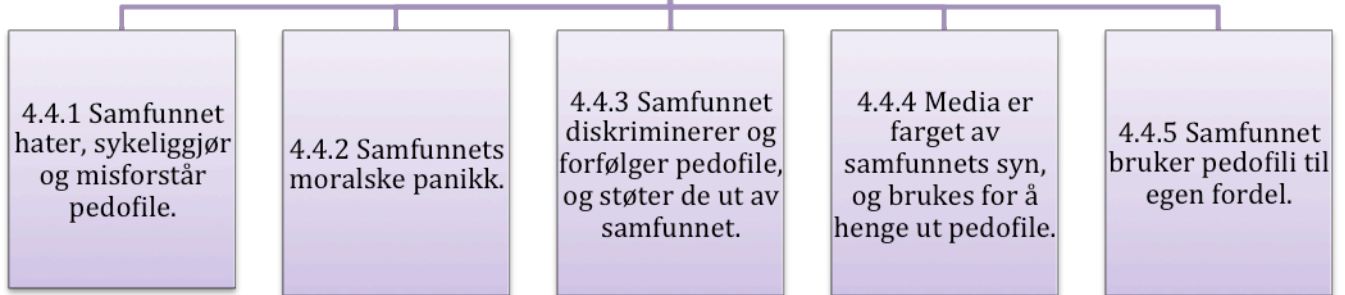 4.4.1 Samfunnet
hater, sykeliggjør
og misforstår
pedofile.
4.4.2 Samfunnets
moralske panikk.
4.4.3 Samfunnet
diskriminerer og
forfølger pedofile,
og støter de ut av
samfunnet.
4.4.4 Media er
farget av
samfunnets syn,
og brukes for å
henge ut pedofile.
4.4.5 Samfunnet
bruker pedofili til
egen fordel.